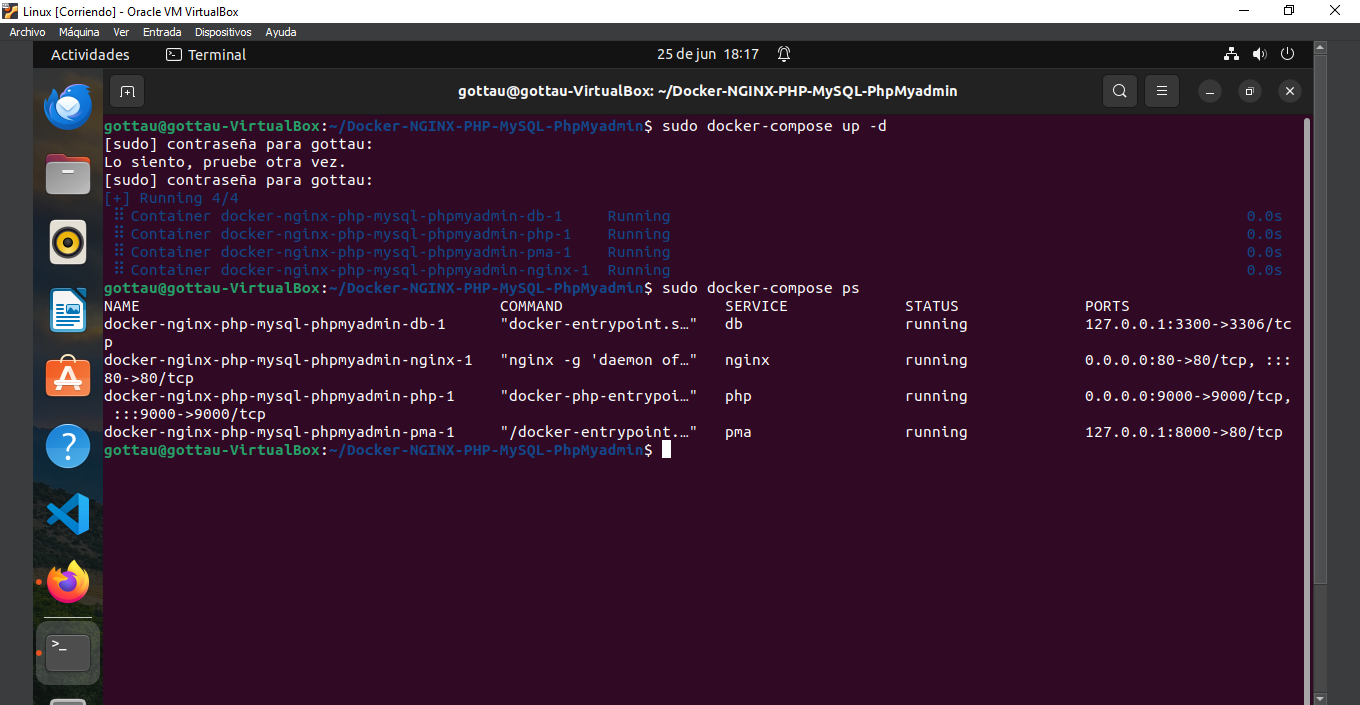 Linux [Corriendo] - Oracle VM VirtualBox
Archivo Máquina Ver Entrada Dispositivos Ayuda
Actividades Terminal 25 de jun 18:17
gottau@gottau-VirtualBox: ~/Docker-NGINX-PHP-MySQL-PhpMyadmin
gottau@gottau-VirtualBox:~/Docker-NGINX-PHP-MySQL-PhpMyadmin$ sudo docker-compose up -d
[sudo] contraseña para gottau:
Lo siento, pruebe otra vez.
[sudo] contraseña para gottau:
[+] Running 4/4
⠿ Container docker-nginx-php-mysql-phpmyadmin-db-1 Running 0.0s
⠿ Container docker-nginx-php-mysql-phpmyadmin-php-1 Running 0.0s
⠿ Container docker-nginx-php-mysql-phpmyadmin-pma-1 Running 0.0s
⠿ Container docker-nginx-php-mysql-phpmyadmin-nginx-1 Running 0.0s
gottau@gottau-VirtualBox:~/Docker-NGINX-PHP-MySQL-PhpMyadmin$ sudo docker-compose ps
NAME COMMAND SERVICE STATUS PORTS
docker-nginx-php-mysql-phpmyadmin-db-1 "docker-entrypoint.s…" db running 127.0.0.1:3300->3306/tc
p
docker-nginx-php-mysql-phpmyadmin-nginx-1 "nginx -g 'daemon of…" nginx running 0.0.0.0:80->80/tcp, :::
80->80/tcp
docker-nginx-php-mysql-phpmyadmin-php-1 "docker-php-entrypoi…" php running 0.0.0.0:9000->9000/tcp,
:::9000->9000/tcp
docker-nginx-php-mysql-phpmyadmin-pma-1 "/docker-entrypoint.…" pma running 127.0.0.1:8000->80/tcp
gottau@gottau-VirtualBox:~/Docker-NGINX-PHP-MySQL-PhpMyadmin$